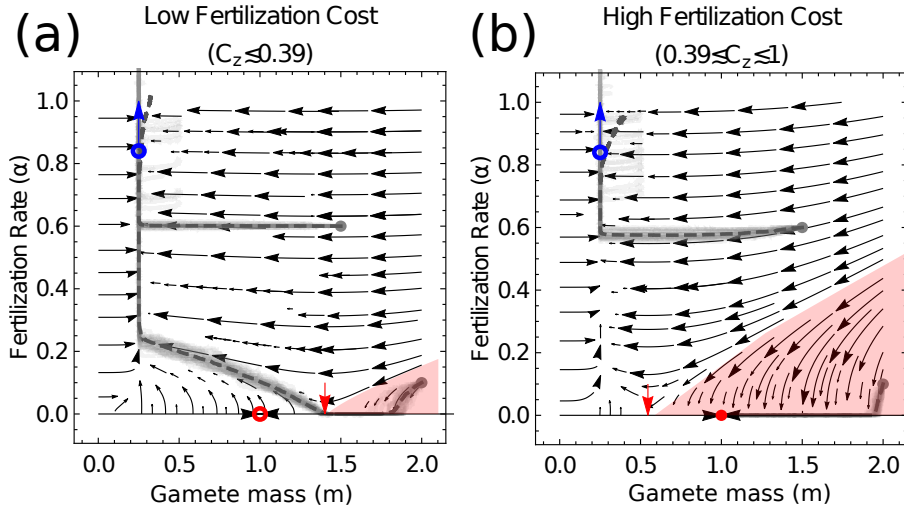 (a)
Low Fertilization Cost
(C_z≲0.39)
Fertilization Rate (α)
1.0
0.8
0.6
0.4
0.2
0.0
0.0 0.5 1.0 1.5 2.0
Gamete mass (m)
(b)
High Fertilization Cost
(0.39≲C_z≤1)
Fertilization Rate (α)
1.0
0.8
0.6
0.4
0.2
0.0
0.0 0.5 1.0 1.5 2.0
Gamete mass (m)